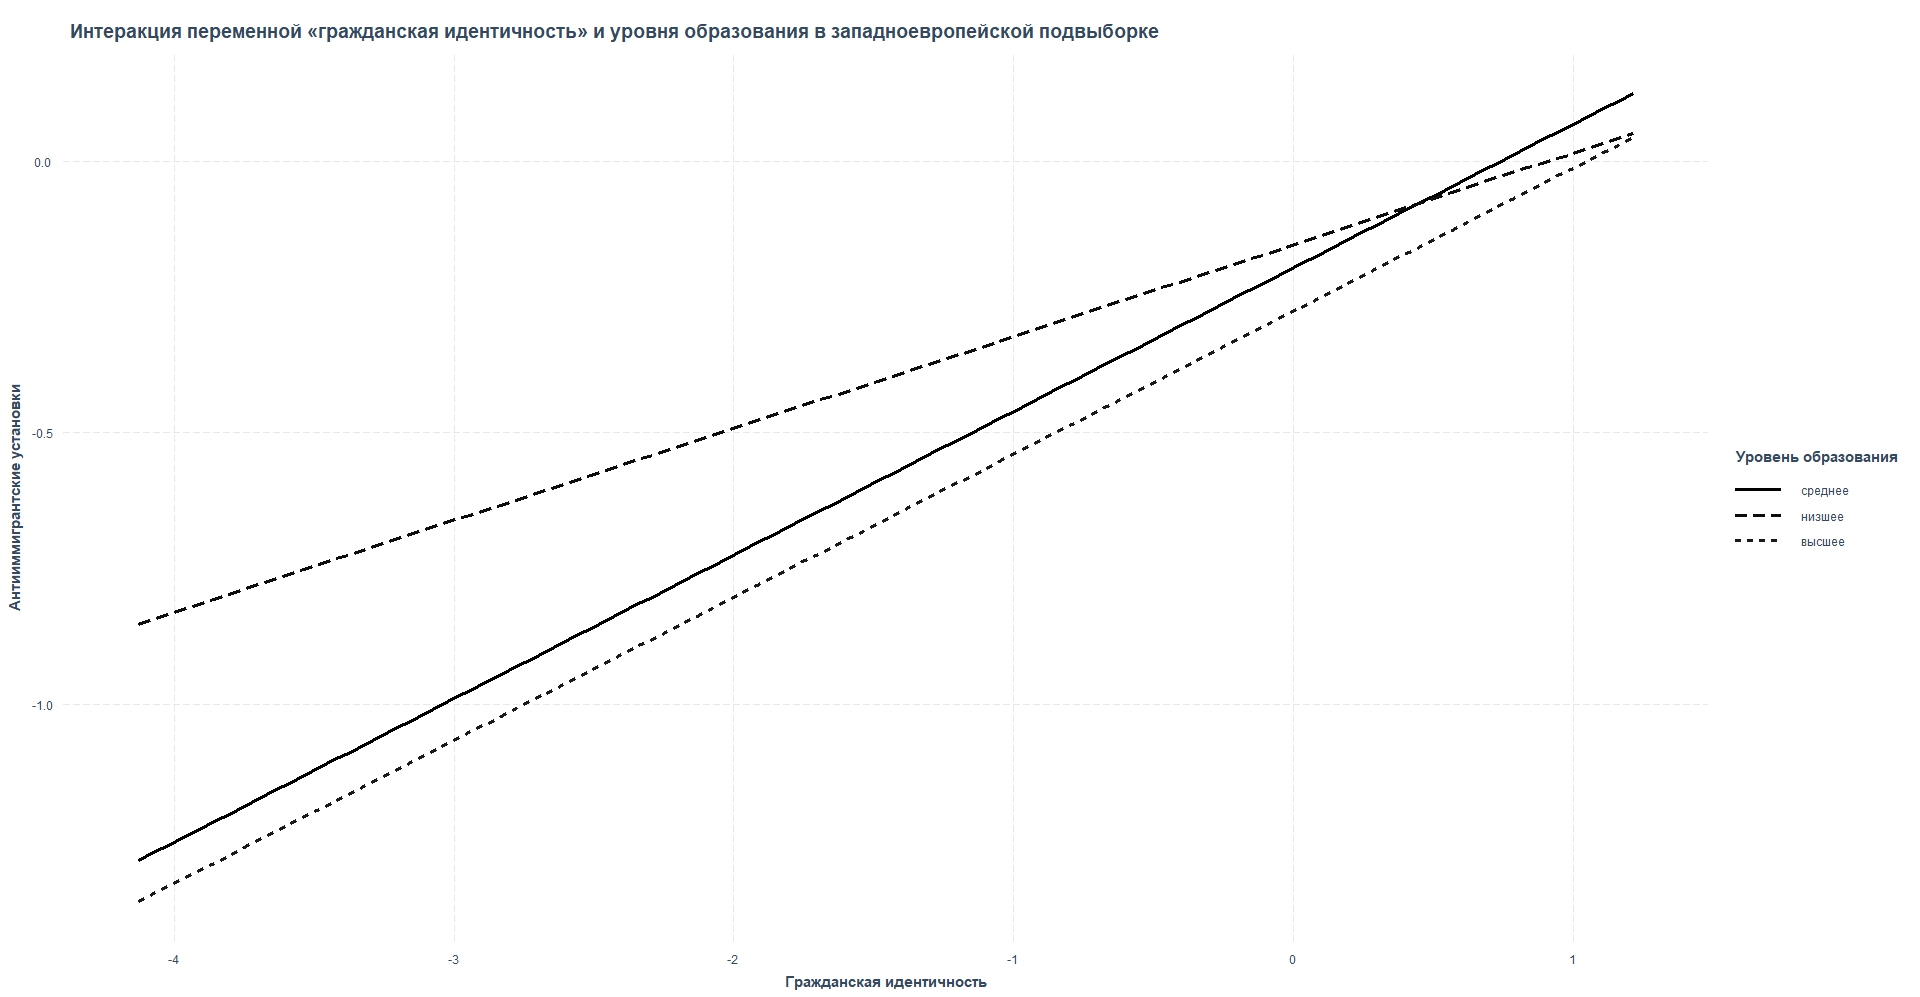 Интеракция переменной «гражданская идентичность» и уровня образования в западноевропейской подвыборке
Антииммигрантские установки
0.0
-0.5
-1.0
-4
-3
-2
-1
0
1
Гражданская идентичность
Уровень образования
среднее
низшее
высшее